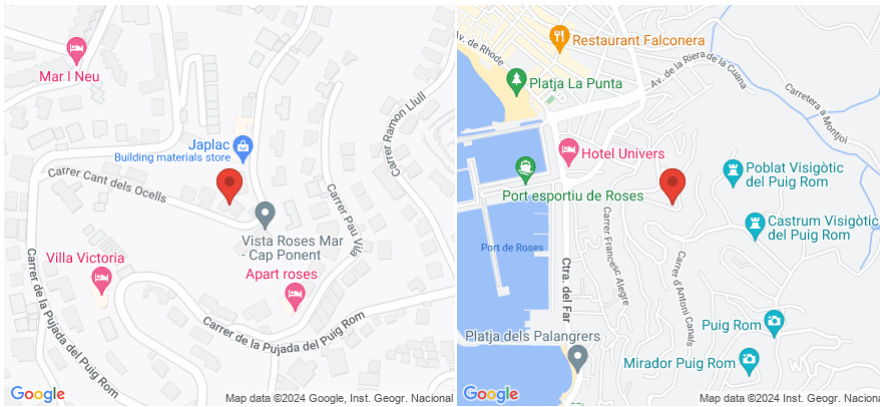 Mar I Neu
Japlac
Building materials store
Carrer Cant dels Ocells
Carrer Ramon Llull
Vista Roses Mar
- Cap Ponent
Carrer Pau Vila
Villa Victoria
Apart roses
Carrer de la Pujada del Puig Rom
Carrer de la Pujada del Puig Rom
Google
Map data ©2024 Google, Inst. Geogr. Nacional
Av. de Rhode
Restaurant Falconera
Platja La Punta
Av. de la Riera de la Cuana
Carretera a Montjoi
Hotel Univers
Port esportiu de Roses
Poblat Visigòtic
del Puig Rom
Port de Roses
Carrer Francesc Alegre
Castrum Visigòtic
del Puig Rom
Ctra. del Far
Carrer d'Antoni Canals
Platja dels Palangrers
Puig Rom
Mirador Puig Rom
Google
Map data ©2024 Inst. Geogr. Nacional